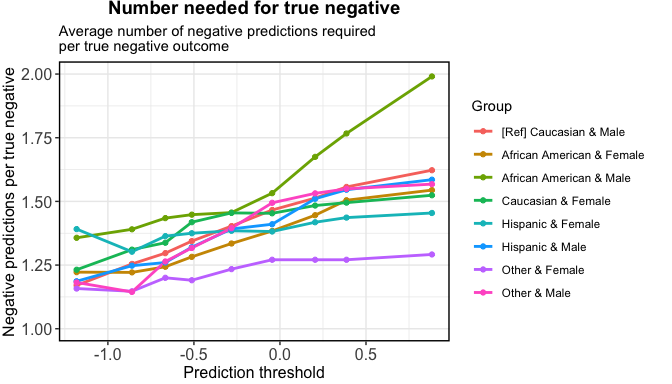 Number needed for true negative
Average number of negative predictions required
per true negative outcome
Negative predictions per true negative
2.00
1.75
1.50
1.25
1.00
-1.0
-0.5
0.0
0.5
Prediction threshold
Group
[Ref] Caucasian & Male
African American & Female
African American & Male
Caucasian & Female
Hispanic & Female
Hispanic & Male
Other & Female
Other & Male